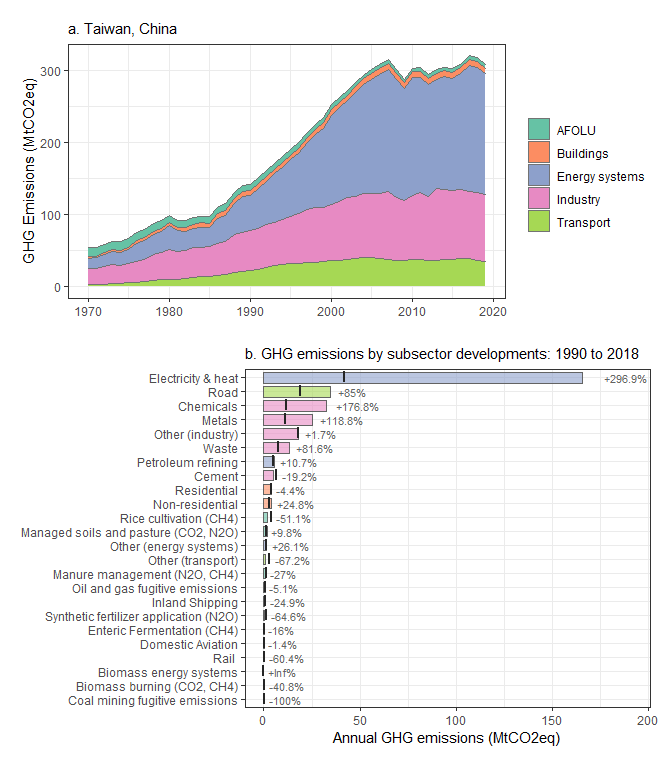 a. Taiwan, China
GHG Emissions (MtCO2eq)
300
200
100
0
1970
1980
1990
2000
2010
2020
AFOLU
Buildings
Energy systems
Industry
Transport
b. GHG emissions by subsector developments: 1990 to 2018
Electricity & heat +296.9%
Road +85%
Chemicals +176.8%
Metals +118.8%
Other (industry) +1.7%
Waste +81.6%
Petroleum refining +10.7%
Cement -19.2%
Residential -4.4%
Non-residential +24.8%
Rice cultivation (CH4) -51.1%
Managed soils and pasture (CO2, N2O) +9.8%
Other (energy systems) +26.1%
Other (transport) -67.2%
Manure management (N2O, CH4) -27%
Oil and gas fugitive emissions -5.1%
Inland Shipping -24.9%
Synthetic fertilizer application (N2O) -64.6%
Enteric Fermentation (CH4) -16%
Domestic Aviation -1.4%
Rail -60.4%
Biomass energy systems +Inf%
Biomass burning (CO2, CH4) -40.8%
Coal mining fugitive emissions -100%
0
50
100
150
200
Annual GHG emissions (MtCO2eq)